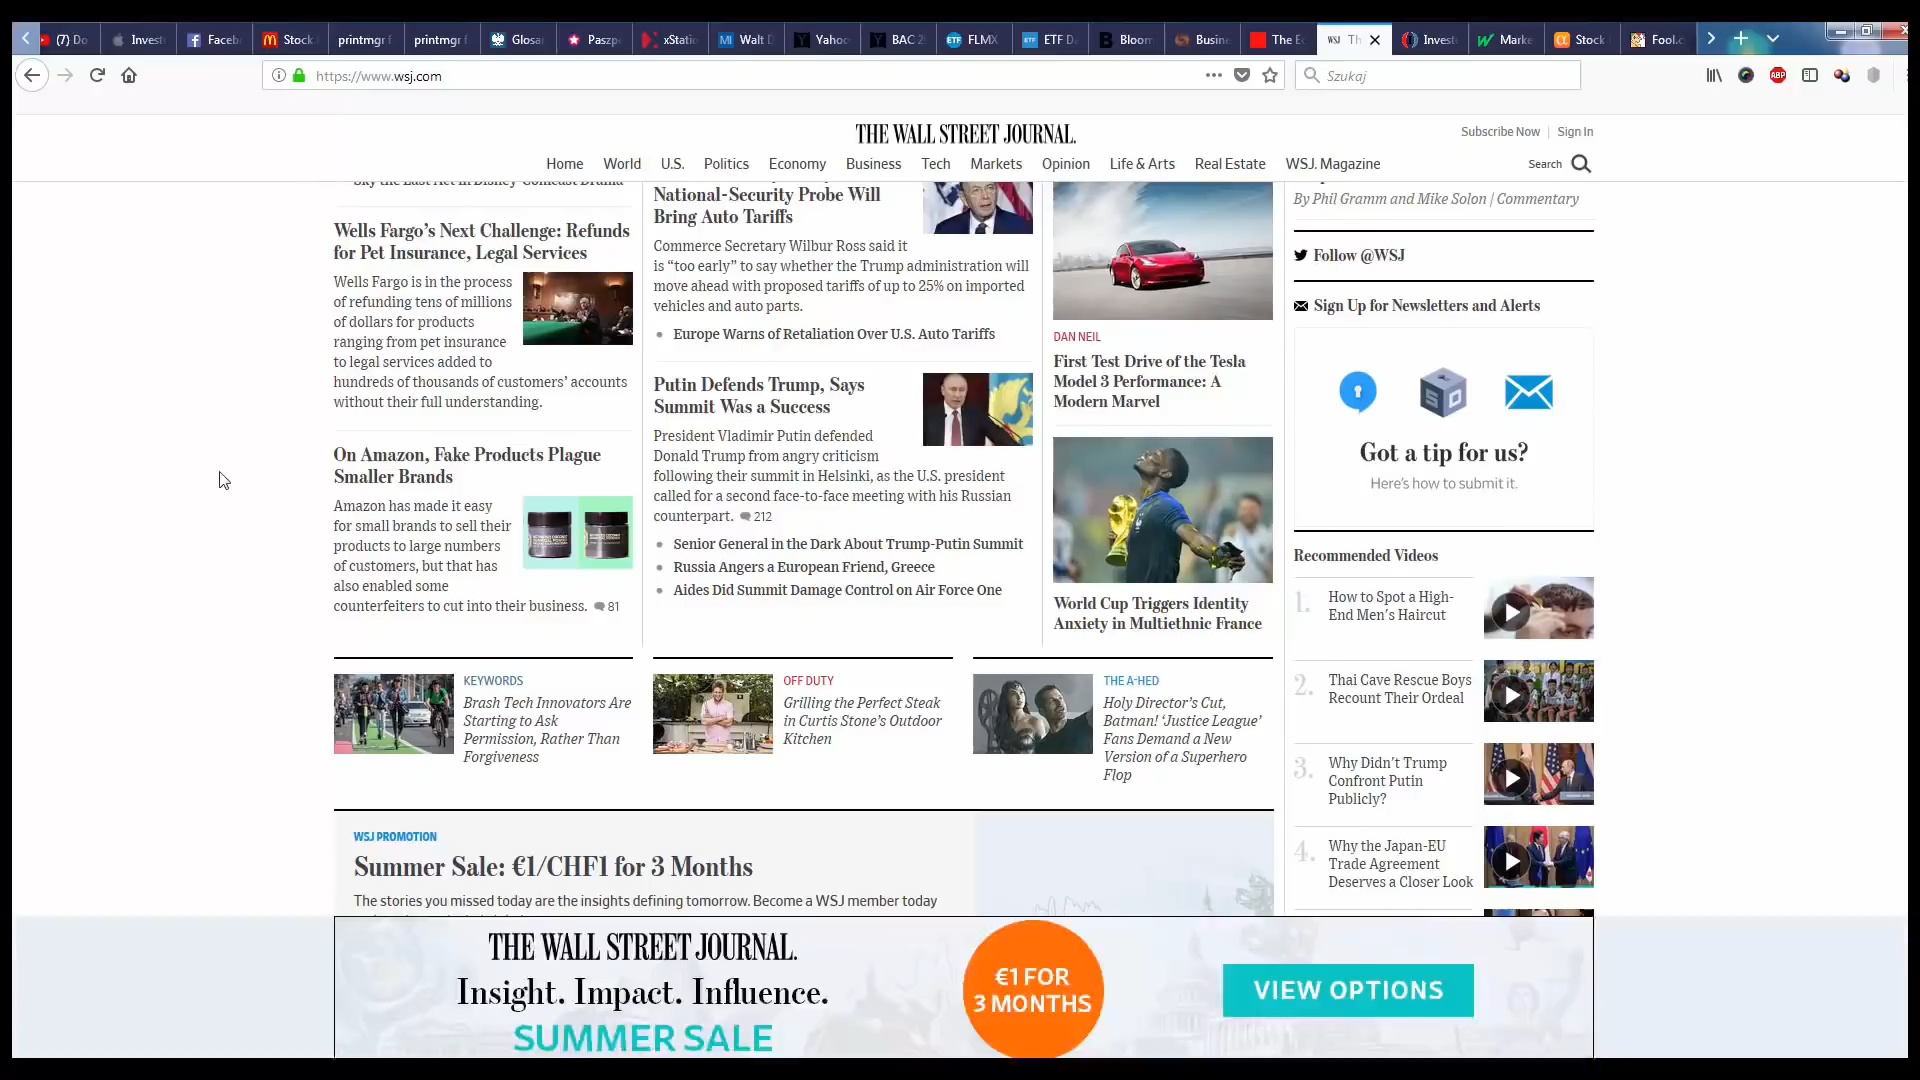 (7) Do
Invest
Faceb
Stock.
printmgr f
printmgr f
Glosa
Paszp
xStatio
Walt D
Yahoo
BAC 2
FLMX
ETF D
Bloom
Busine
The E
WSJ Th
Invest
Marke
Stock
Fool.c
https://www.wsj.com
Szukaj
ABP
THE WALL STREET JOURNAL.
Subscribe Now | Sign In
Home World U.S. Politics Economy Business Tech Markets Opinion Life & Arts Real Estate WSJ. Magazine
Search
Sky the Last Act in Disney-Comcast Drama
Wells Fargo's Next Challenge: Refunds
for Pet Insurance, Legal Services
Wells Fargo is in the process
of refunding tens of millions
of dollars for products
ranging from pet insurance
to legal services added to
hundreds of thousands of customers' accounts
without their full understanding.
On Amazon, Fake Products Plague
Smaller Brands
Amazon has made it easy
for small brands to sell their
products to large numbers
of customers, but that has
also enabled some
counterfeiters to cut into their business. 81
National-Security Probe Will
Bring Auto Tariffs
Commerce Secretary Wilbur Ross said it
is “too early” to say whether the Trump administration will
move ahead with proposed tariffs of up to 25% on imported
vehicles and auto parts.
Europe Warns of Retaliation Over U.S. Auto Tariffs
Putin Defends Trump, Says
Summit Was a Success
President Vladimir Putin defended
Donald Trump from angry criticism
following their summit in Helsinki, as the U.S. president
called for a second face-to-face meeting with his Russian
counterpart. 212
Senior General in the Dark About Trump-Putin Summit
Russia Angers a European Friend, Greece
Aides Did Summit Damage Control on Air Force One
DAN NEIL
First Test Drive of the Tesla
Model 3 Performance: A
Modern Marvel
World Cup Triggers Identity
Anxiety in Multiethnic France
By Phil Gramm and Mike Solon | Commentary
Follow @WSJ
Sign Up for Newsletters and Alerts
Got a tip for us?
Here's how to submit it.
Recommended Videos
1. How to Spot a High-
End Men's Haircut
2. Thai Cave Rescue Boys
Recount Their Ordeal
3. Why Didn't Trump
Confront Putin
Publicly?
4. Why the Japan-EU
Trade Agreement
Deserves a Closer Look
KEYWORDS
Brash Tech Innovators Are
Starting to Ask
Permission, Rather Than
Forgiveness
OFF DUTY
Grilling the Perfect Steak
in Curtis Stone's Outdoor
Kitchen
THE A-HED
Holy Director's Cut,
Batman! ‘Justice League’
Fans Demand a New
Version of a Superhero
Flop
WSJ PROMOTION
Summer Sale: €1/CHF1 for 3 Months
The stories you missed today are the insights defining tomorrow. Become a WSJ member today
THE WALL STREET JOURNAL.
Insight. Impact. Influence.
SUMMER SALE
€1 FOR
3 MONTHS
VIEW OPTIONS